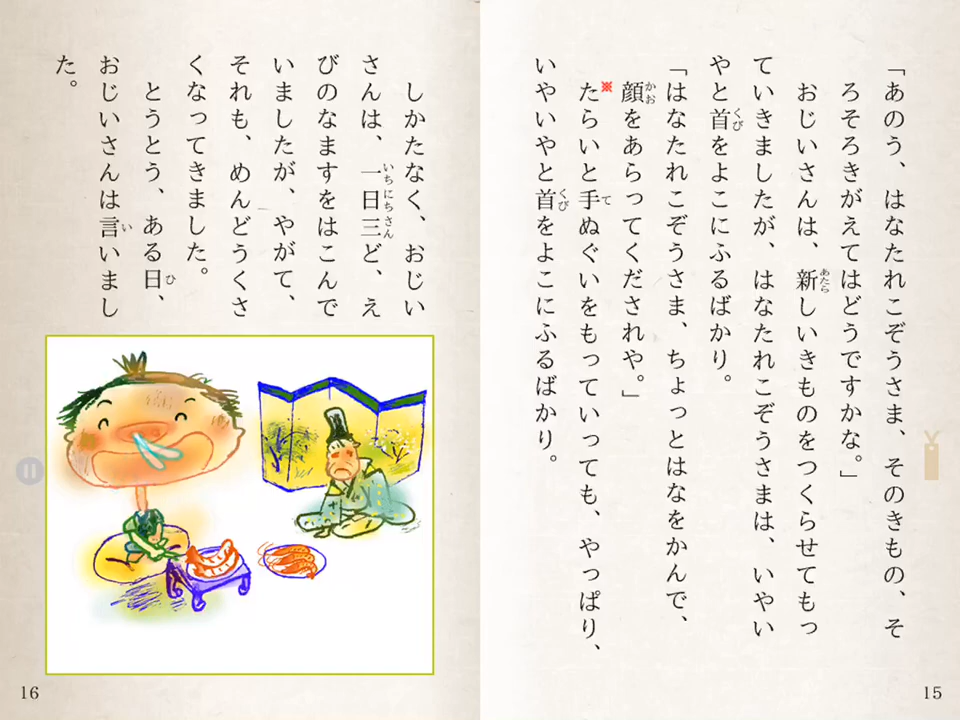 「あのう、はなたれこぞうさま、そのきもの、そ
ろそろきがえてはどうですかな。」
おじいさんは、新しいきものをつくらせてもっ
ていきましたが、はなたれこぞうさまは、いやい
やと首をよこにふるばかり。
「はなたれこぞうさま、ちょっとはなをかんで、
顔をあらってくだされや。」
※たらいと手ぬぐいをもっていっても、やっぱり、
いやいやと首をよこにふるばかり。
15
しかたなく、おじい
さんは、一日三ど、え
びのなますをはこんで
いましたが、やがて、
それも、めんどうくさ
くなってきました。
とうとう、ある日、
おじいさんは言いまし
た。
16